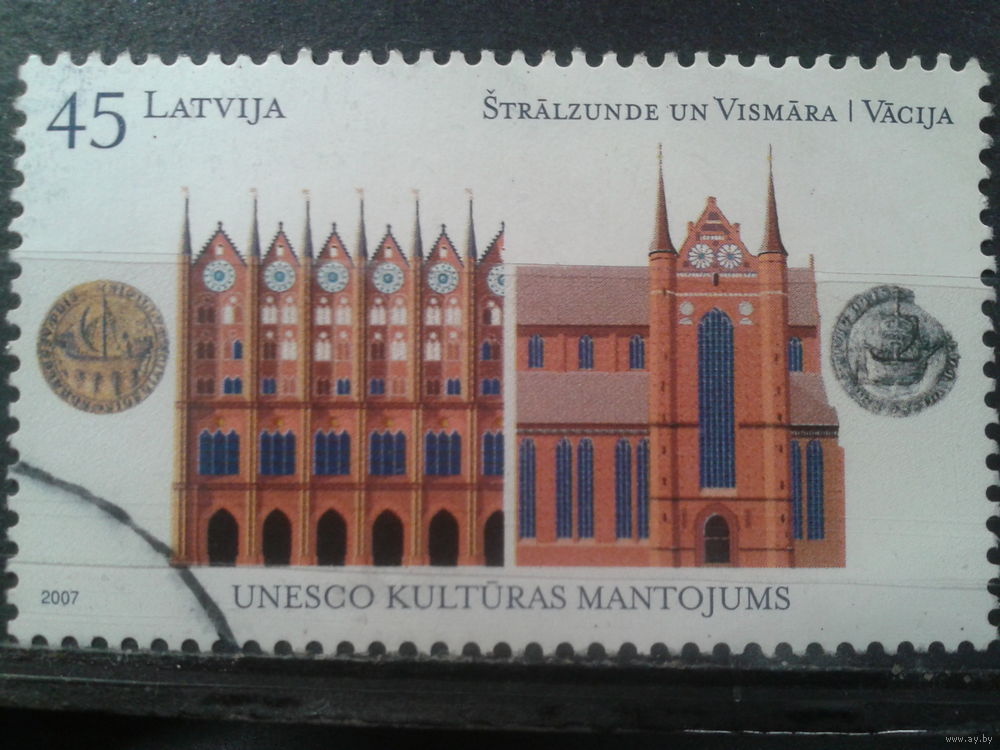 45 LATVIJA
ŠTRĀLZUNDE UN VISMĀRA | VĀCIJA
2007
UNESCO KULTŪRAS MANTOJUMS
www.ay.by